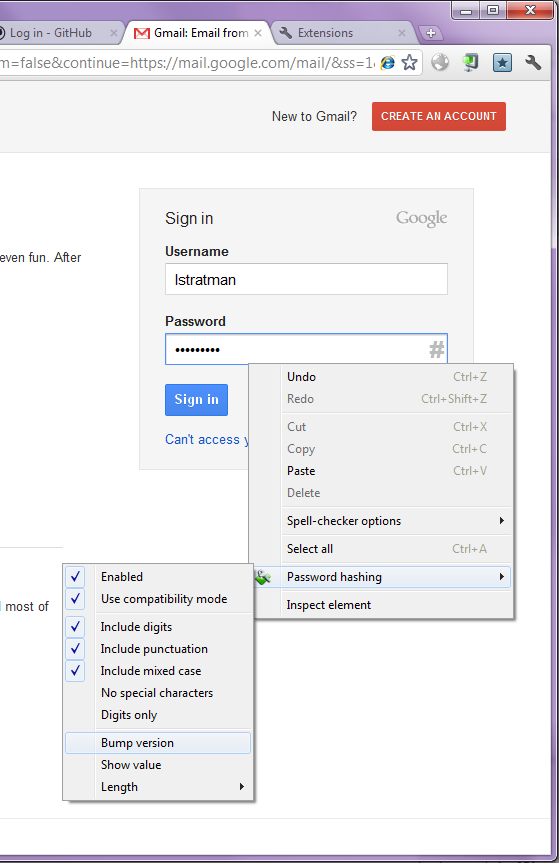 Log in - GitHub
Gmail: Email from
Extensions
m=false&continue=https://mail.google.com/mail/&ss=1
New to Gmail?
CREATE AN ACCOUNT
Sign in
Google
even fun. After
Username
lstratman
Password
•••••••••
#
Sign in
Can't access y
Undo Ctrl+Z
Redo Ctrl+Shift+Z
Cut Ctrl+X
Copy Ctrl+C
Paste Ctrl+V
Delete
Spell-checker options
Select all Ctrl+A
Password hashing
Inspect element
most of
Enabled
Use compatibility mode
Include digits
Include punctuation
Include mixed case
No special characters
Digits only
Bump version
Show value
Length